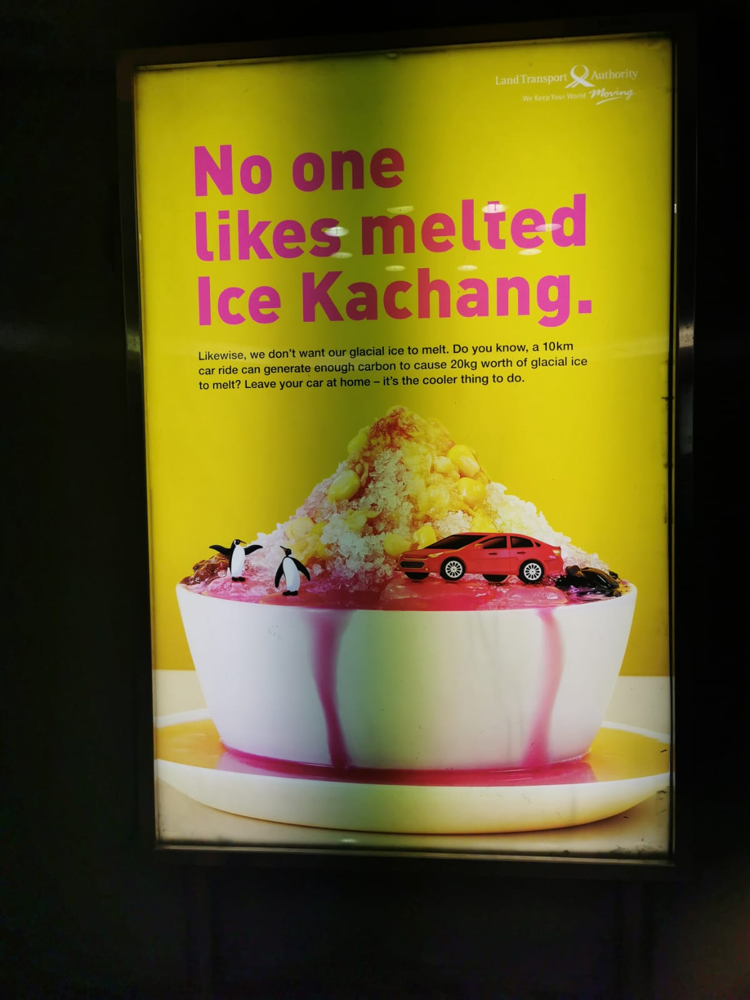 Land Transport Authority
We Keep Your World Moving
No one
likes melted
Ice Kachang.
Likewise, we don't want our glacial ice to melt. Do you know, a 10km
car ride can generate enough carbon to cause 20kg worth of glacial ice
to melt? Leave your car at home – it's the cooler thing to do.